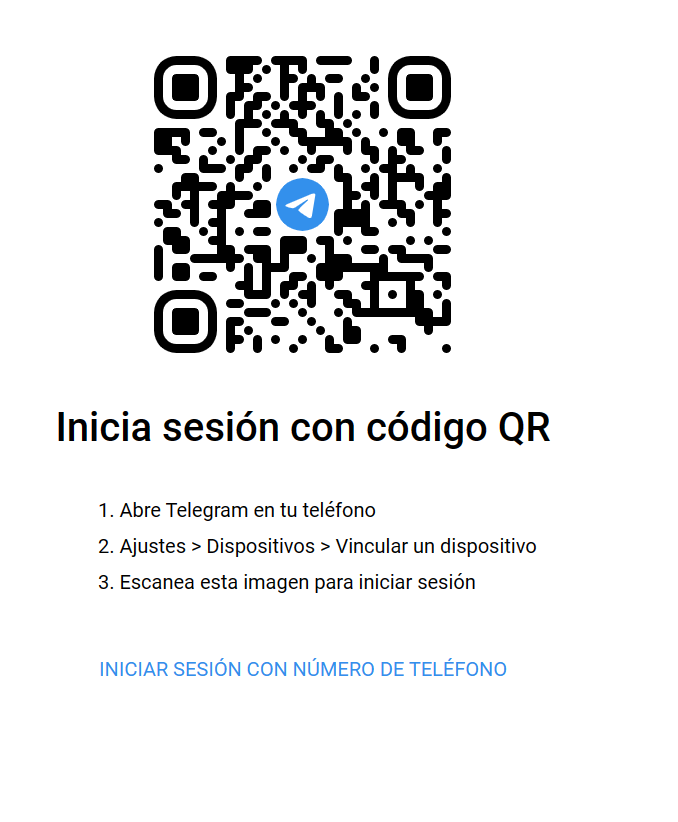 Inicia sesión con código QR
1. Abre Telegram en tu teléfono
2. Ajustes > Dispositivos > Vincular un dispositivo
3. Escanea esta imagen para iniciar sesión
INICIAR SESIÓN CON NÚMERO DE TELÉFONO